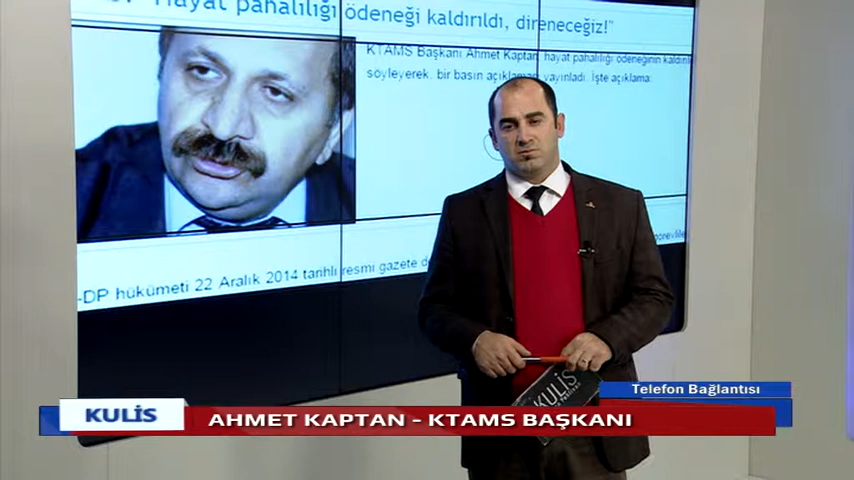 "Hayat pahalılığı ödeneği kaldırıldı, direneceğiz!"
KTAMS Başkanı Ahmet Kaptan, hayat pahalılığı ödeneğinin
söyleyerek, bir basın açıklaması yayınladı. İşte açıklama:
-DP hükümeti 22 Aralık 2014 tarihli resmi gazete
KULİS
Telefon Bağlantısı
KULİS
AHMET KAPTAN - KTAMS BAŞKANI